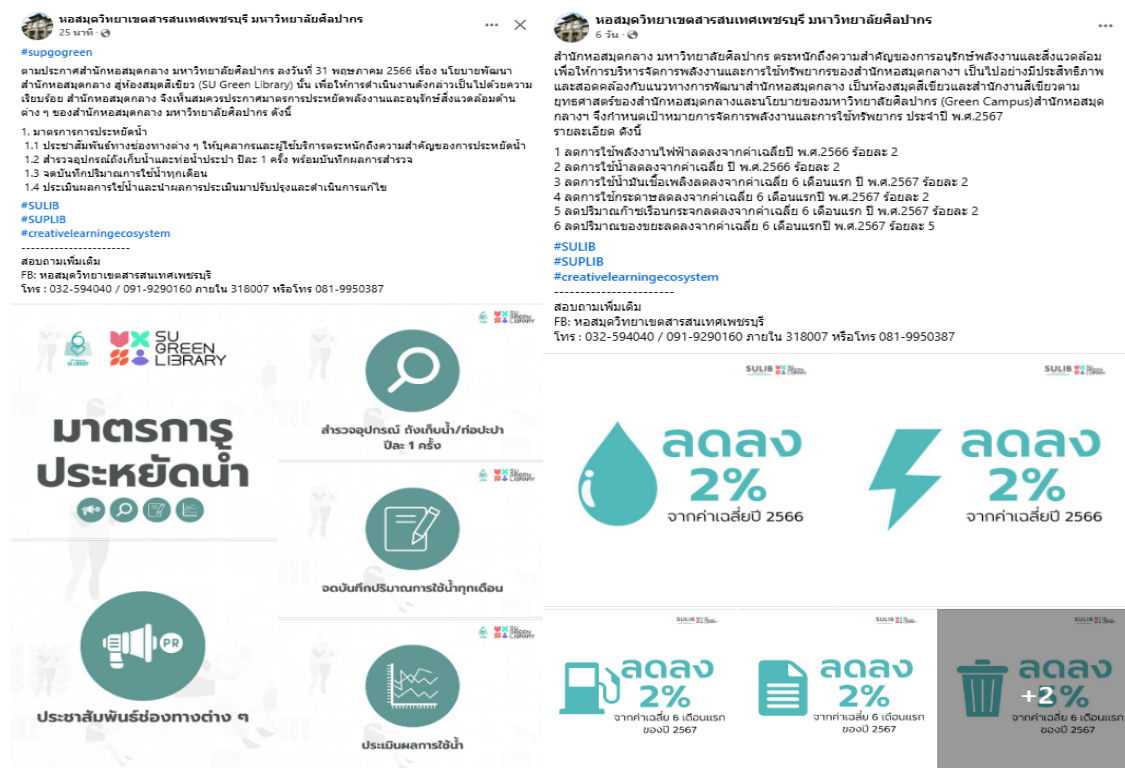 หอสมุดวิทยาเขตสารสนเทศเพชรบุรี มหาวิทยาลัยศิลปากร
25 นาที
#supgogreen
ตามประกาศสำนักหอสมุดกลาง มหาวิทยาลัยศิลปากร ลงวันที่ 31 พฤษภาคม 2566 เรื่อง นโยบายพัฒนา
สำนักหอสมุดกลาง สู่ห้องสมุดสีเขียว (SU Green Library) นั้น เพื่อให้การดำเนินงานดังกล่าวเป็นไปด้วยความ
เรียบร้อย สำนักหอสมุดกลาง จึงเห็นสมควรประกาศมาตรการประหยัดพลังงานและอนุรักษ์สิ่งแวดล้อมด้าน
ต่าง ๆ ของสำนักหอสมุดกลาง มหาวิทยาลัยศิลปากร ดังนี้
1. มาตรการการประหยัดน้ำ
1.1 ประชาสัมพันธ์ทางช่องทางต่าง ๆ ให้บุคลากรและผู้ใช้บริการตระหนักถึงความสำคัญของการประหยัดน้ำ
1.2 สำรวจอุปกรณ์ถังเก็บน้ำและท่อน้ำประปา ปีละ 1 ครั้ง พร้อมบันทึกผลการสำรวจ
1.3 จดบันทึกปริมาณการใช้น้ำทุกเดือน
1.4 ประเมินผลการใช้น้ำและนำผลการประเมินมาปรับปรุงและดำเนินการแก้ไข
#SULIB
#SUPLIB
#creativelearningecosystem
-----------------------
สอบถามเพิ่มเติม
FB: หอสมุดวิทยาเขตสารสนเทศเพชรบุรี
โทร : 032-594040 / 091-9290160 ภายใน 318007 หรือโทร 081-9950387
SU
GREEN
LIBRARY
มาตรการ
ประหยัดน้ำ
PR
ประชาสัมพันธ์ช่องทางต่าง ๆ
SU
GREEN
LIBRARY
สำรวจอุปกรณ์ ถังเก็บน้ำ/ท่อปะปา
ปีละ 1 ครั้ง
SU
GREEN
LIBRARY
จดบันทึกปริมาณการใช้น้ำทุกเดือน
SU
GREEN
LIBRARY
ประเมินผลการใช้น้ำ
หอสมุดวิทยาเขตสารสนเทศเพชรบุรี มหาวิทยาลัยศิลปากร
6 วัน
สำนักหอสมุดกลาง มหาวิทยาลัยศิลปากร ตระหนักถึงความสำคัญของการอนุรักษ์พลังงานและสิ่งแวดล้อม
เพื่อให้การบริหารจัดการพลังงานและการใช้ทรัพยากรของสำนักหอสมุดกลางฯ เป็นไปอย่างมีประสิทธิภาพ
และสอดคล้องกับแนวทางการพัฒนาสำนักหอสมุดกลาง เป็นห้องสมุดสีเขียวและสำนักงานสีเขียวตาม
ยุทธศาสตร์ของสำนักหอสมุดกลางและนโยบายของมหาวิทยาลัยศิลปากร (Green Campus)สำนักหอสมุด
กลางฯ จึงกำหนดเป้าหมายการจัดการพลังงานและการใช้ทรัพยากร ประจำปี พ.ศ.2567
รายละเอียด ดังนี้
1 ลดการใช้พลังงานไฟฟ้าลดลงจากค่าเฉลี่ยปี พ.ศ.2566 ร้อยละ 2
2 ลดการใช้น้ำลดลงจากค่าเฉลี่ย ปี พ.ศ.2566 ร้อยละ 2
3 ลดการใช้น้ำมันเชื้อเพลิงลดลงจากค่าเฉลี่ย 6 เดือนแรก ปี พ.ศ.2567 ร้อยละ 2
4 ลดการใช้กระดาษลดลงจากค่าเฉลี่ย 6 เดือนแรกปี พ.ศ.2567 ร้อยละ 2
5 ลดปริมาณก๊าซเรือนกระจกลดลงจากค่าเฉลี่ย 6 เดือนแรก ปี พ.ศ.2567 ร้อยละ 2
6 ลดปริมาณของขยะลดลงจากค่าเฉลี่ย 6 เดือนแรกปี พ.ศ.2567 ร้อยละ 5
#SULIB
#SUPLIB
#creativelearningecosystem
-----------------------
สอบถามเพิ่มเติม
FB: หอสมุดวิทยาเขตสารสนเทศเพชรบุรี
โทร : 032-594040 / 091-9290160 ภายใน 318007 หรือโทร 081-9950387
SULIB
ลดลง
2%
จากค่าเฉลี่ยปี 2566
SULIB
ลดลง
2%
จากค่าเฉลี่ยปี 2566
SULIB
ลดลง
2%
จากค่าเฉลี่ย 6 เดือนแรก
ของปี 2567
SULIB
ลดลง
2%
จากค่าเฉลี่ย 6 เดือนแรก
ของปี 2567
SULIB
ลดลง
+2
จากค่าเฉลี่ย 6 เดือนแรก
ของปี 2567